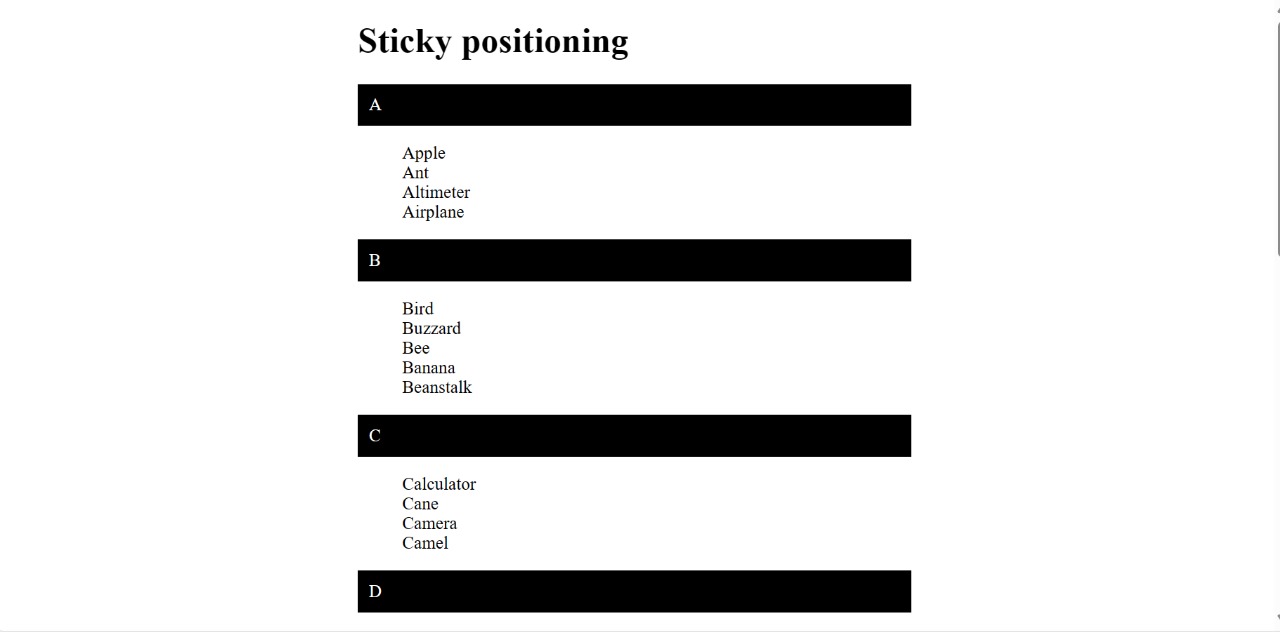 Sticky positioning
A
Apple
Ant
Altimeter
Airplane
B
Bird
Buzzard
Bee
Banana
Beanstalk
C
Calculator
Cane
Camera
Camel
D